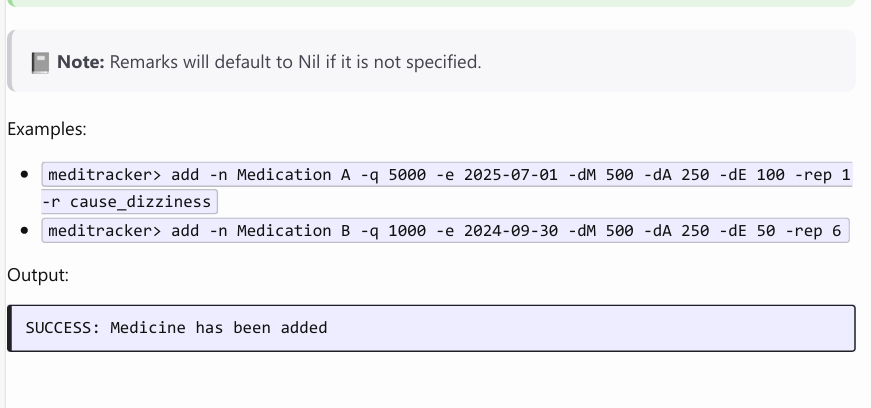 Note: Remarks will default to Nil if it is not specified.
Examples:
meditracker> add -n Medication A -q 5000 -e 2025-07-01 -dM 500 -dA 250 -dE 100 -rep 1
-r cause_dizziness
meditracker> add -n Medication B -q 1000 -e 2024-09-30 -dM 500 -dA 250 -dE 50 -rep 6
Output:
SUCCESS: Medicine has been added